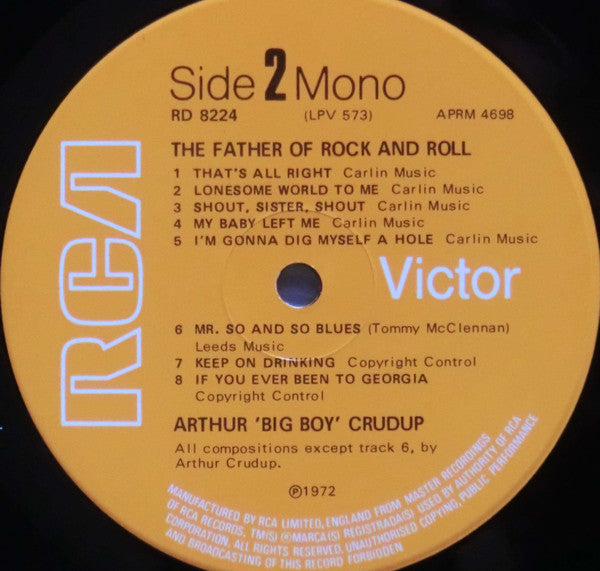 Side 2 Mono
RD 8224 (LPV 573) APRM 4698
THE FATHER OF ROCK AND ROLL
1 THAT'S ALL RIGHT Carlin Music
2 LONESOME WORLD TO ME Carlin Music
3 SHOUT, SISTER, SHOUT Carlin Music
4 MY BABY LEFT ME Carlin Music
5 I'M GONNA DIG MYSELF A HOLE Carlin Music
RCA
Victor
6 MR. SO AND SO BLUES (Tommy McClennan)
Leeds Music
7 KEEP ON DRINKING Copyright Control
8 IF YOU EVER BEEN TO GEORGIA
Copyright Control
ARTHUR 'BIG BOY' CRUDUP
All compositions except track 6, by
Arthur Crudup.
℗1972
MANUFACTURED BY RCA LIMITED, ENGLAND FROM MASTER RECORDINGS
OF RCA RECORDS, TM(S) ® MARCA(S) REGISTRADA(S) USED BY AUTHORITY OF RCA
CORPORATION. ALL RIGHTS RESERVED. UNAUTHORISED COPYING, PUBLIC PERFORMANCE
AND BROADCASTING OF THIS RECORD FORBIDDEN